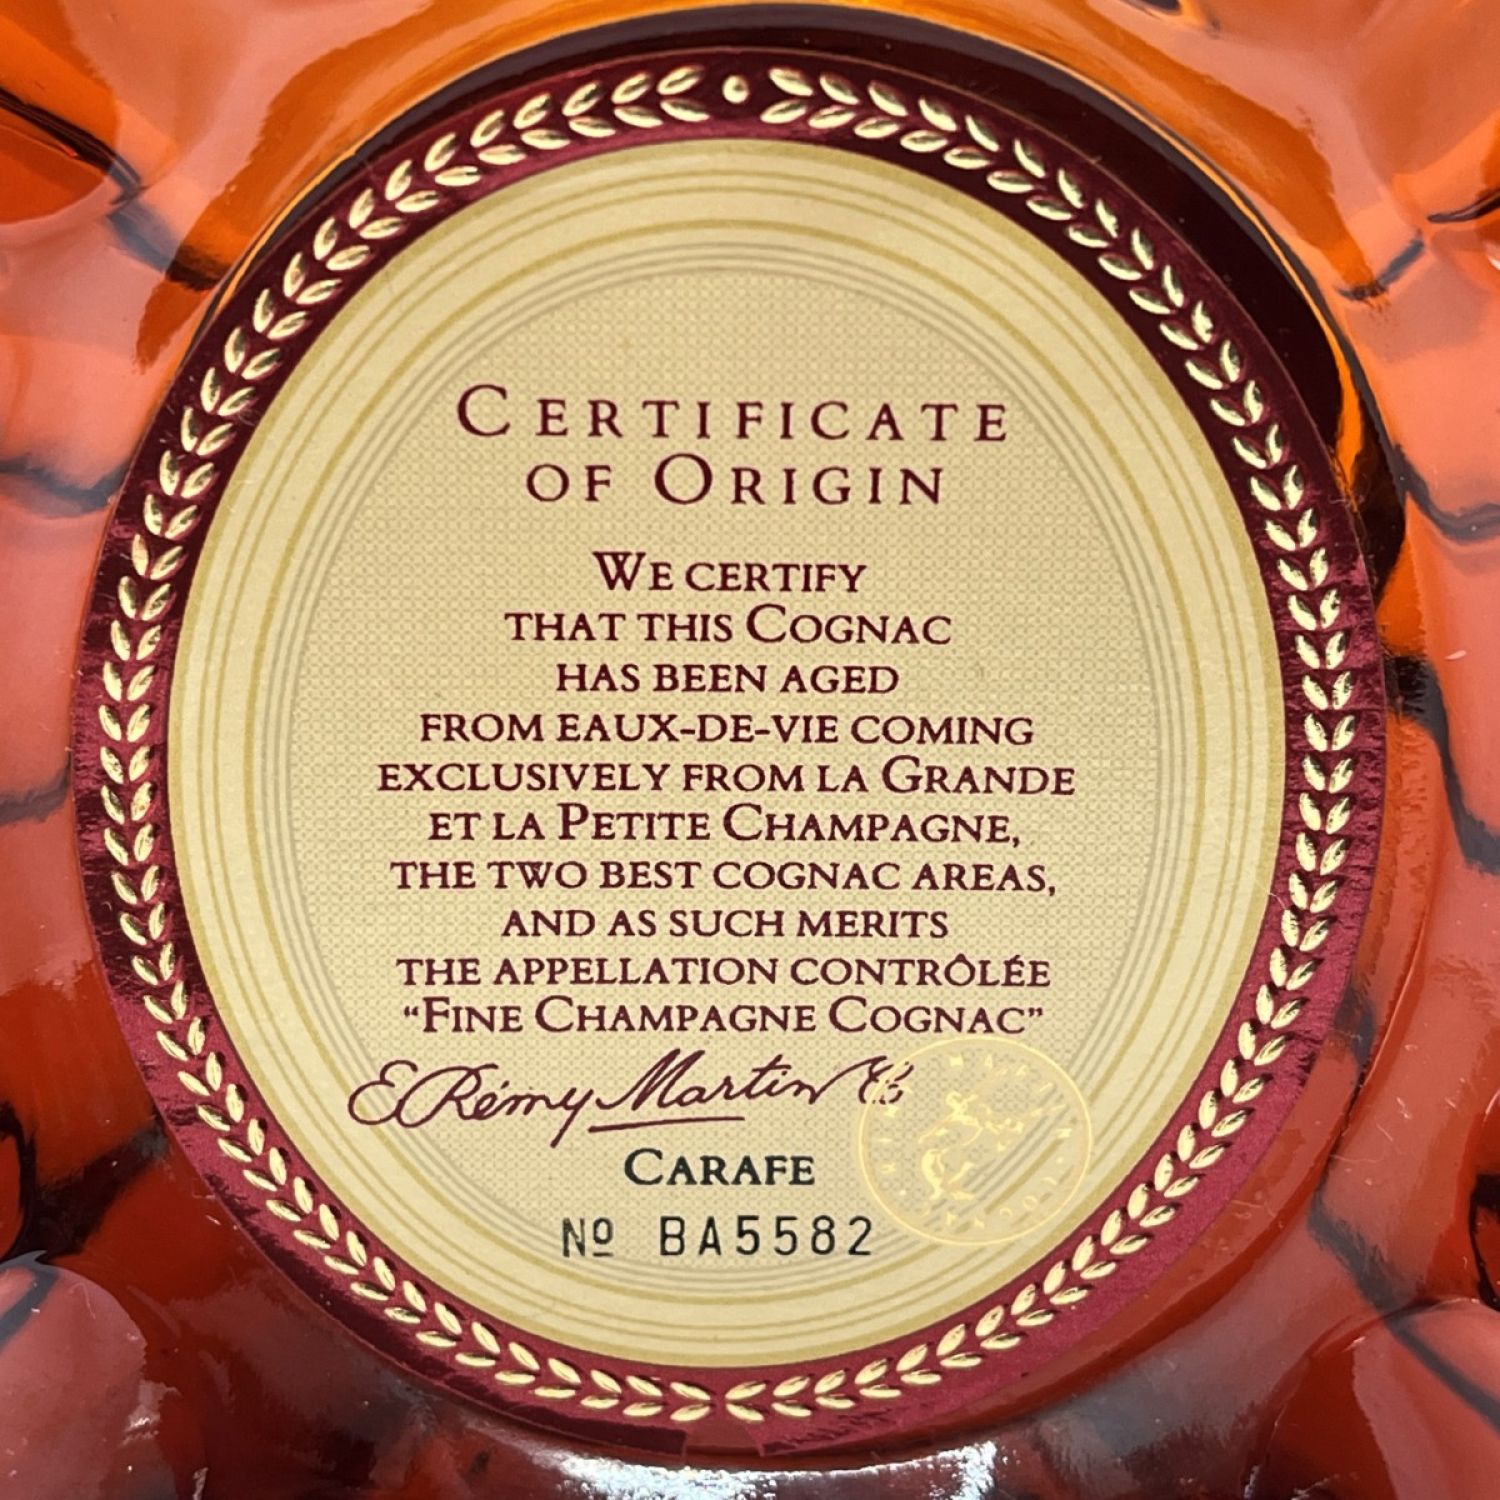 CERTIFICATE
OF ORIGIN
WE CERTIFY
THAT THIS COGNAC
HAS BEEN AGED
FROM EAUX-DE-VIE COMING
EXCLUSIVELY FROM LA GRANDE
ET LA PETITE CHAMPAGNE,
THE TWO BEST COGNAC AREAS,
AND AS SUCH MERITS
THE APPELLATION CONTRÔLÉE
“FINE CHAMPAGNE COGNAC”
E Rémy Martin & Co
CARAFE
Nº BA5582